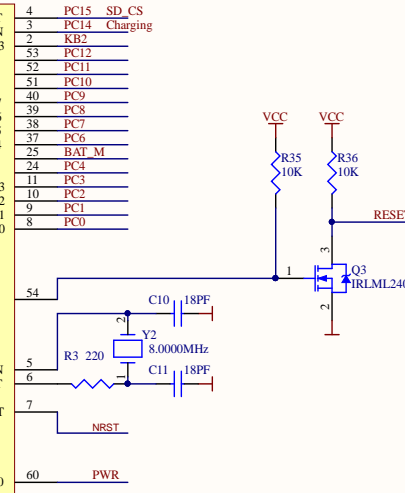 4 PC15 SD_CS
3 PC14 Charging
2 KB2
53 PC12
52 PC11
51 PC10
40 PC9
39 PC8
38 PC7
37 PC6
25 BAT_M
24 PC4
11 PC3
10 PC2
9 PC1
8 PC0
VCC VCC
R35 R36
10K 10K
RESET
3
54
1 Q3
IRLML240
2
C10 18PF
2
Y2
8.0000MHz
5
R3 220
C11 18PF
6
1
7
NRST
60 PWR